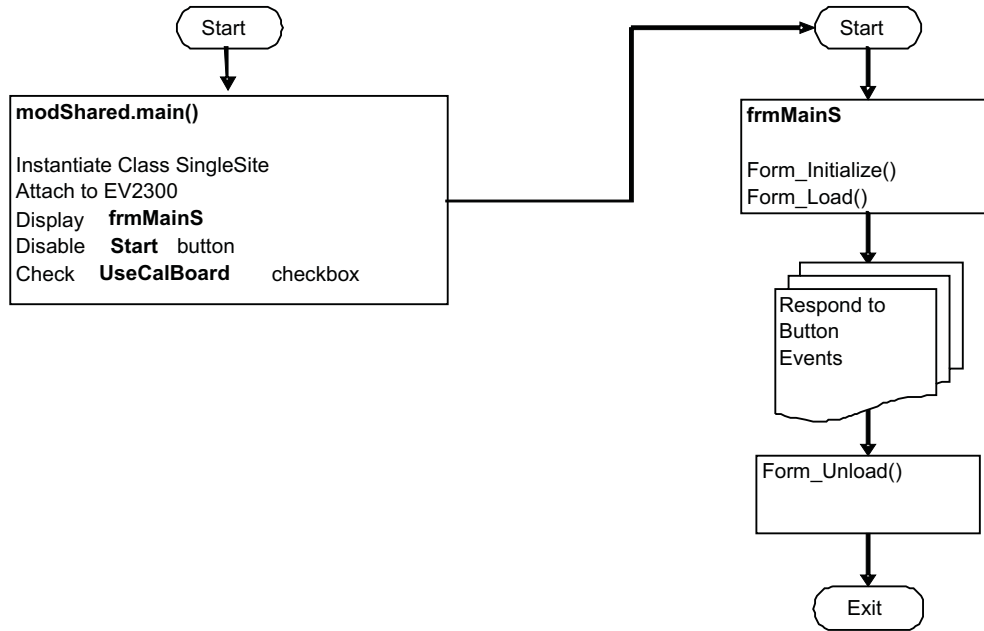 Start
modShared.main()
Instantiate Class SingleSite
Attach to EV2300
Display frmMainS
Disable Start button
Check UseCalBoard checkbox
Start
frmMainS
Form_Initialize()
Form_Load()
Respond to
Button
Events
Form_Unload()
Exit